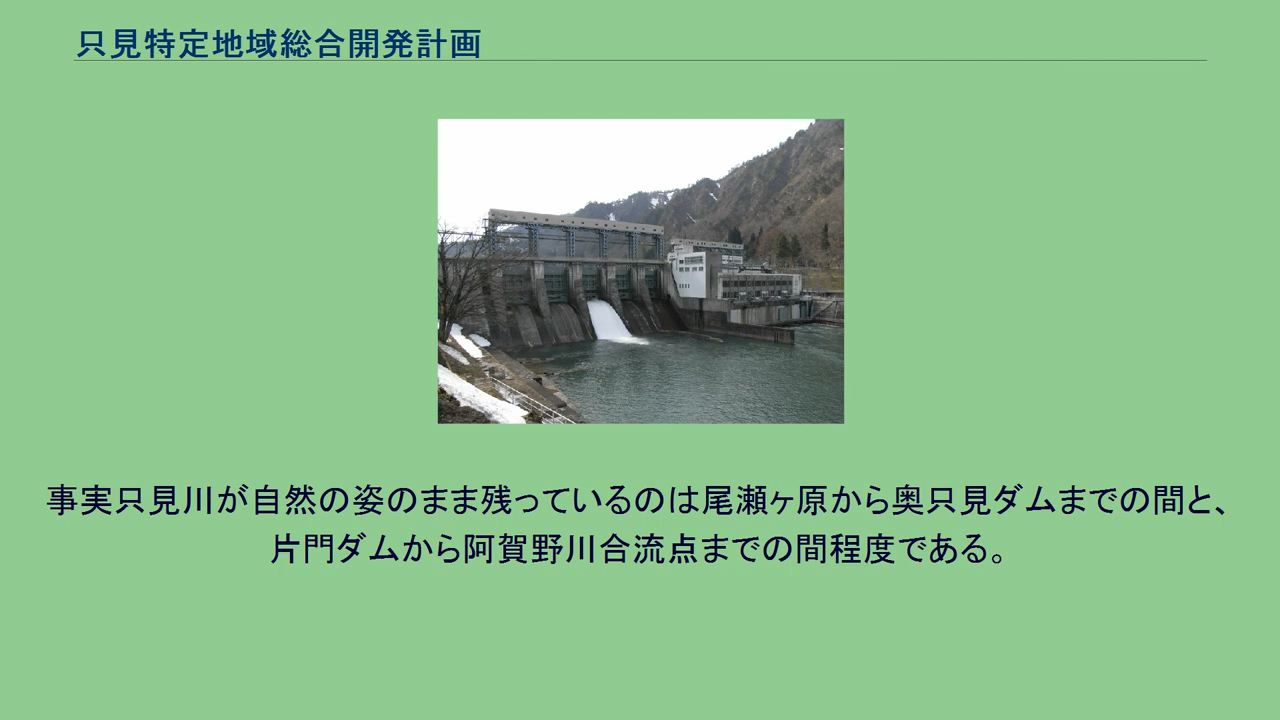 只見特定地域総合開発計画
事実只見川が自然の姿のまま残っているのは尾瀬ヶ原から奥只見ダムまでの間と、
片門ダムから阿賀野川合流点までの間程度である。